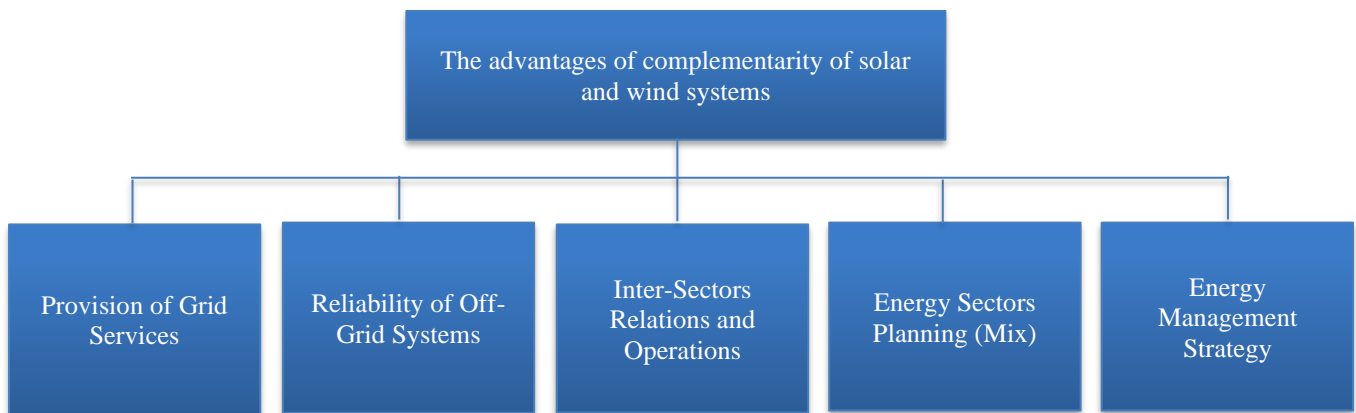 The advantages of complementarity of solar
and wind systems
Provision of Grid
Services
Reliability of Off-
Grid Systems
Inter-Sectors
Relations and
Operations
Energy Sectors
Planning (Mix)
Energy
Management
Strategy